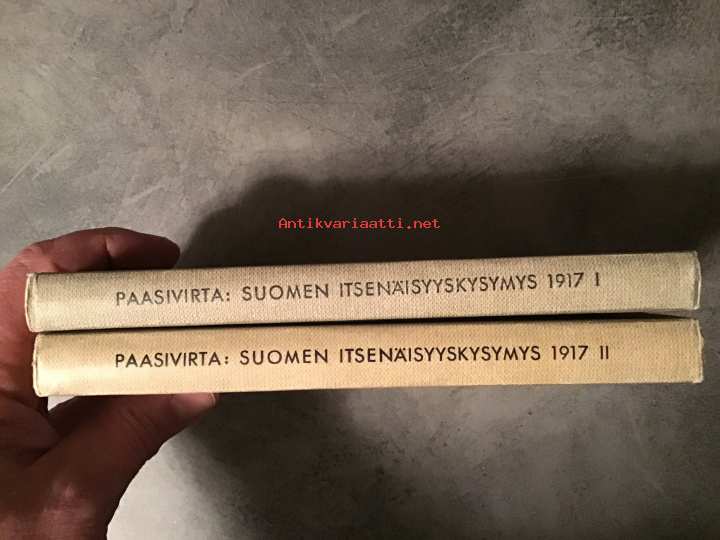 Antikvariaatti.net
PAASIVIRTA: SUOMEN ITSENÄISYYSKYSYMYS 1917 I
PAASIVIRTA: SUOMEN ITSENÄISYYSKYSYMYS 1917 II